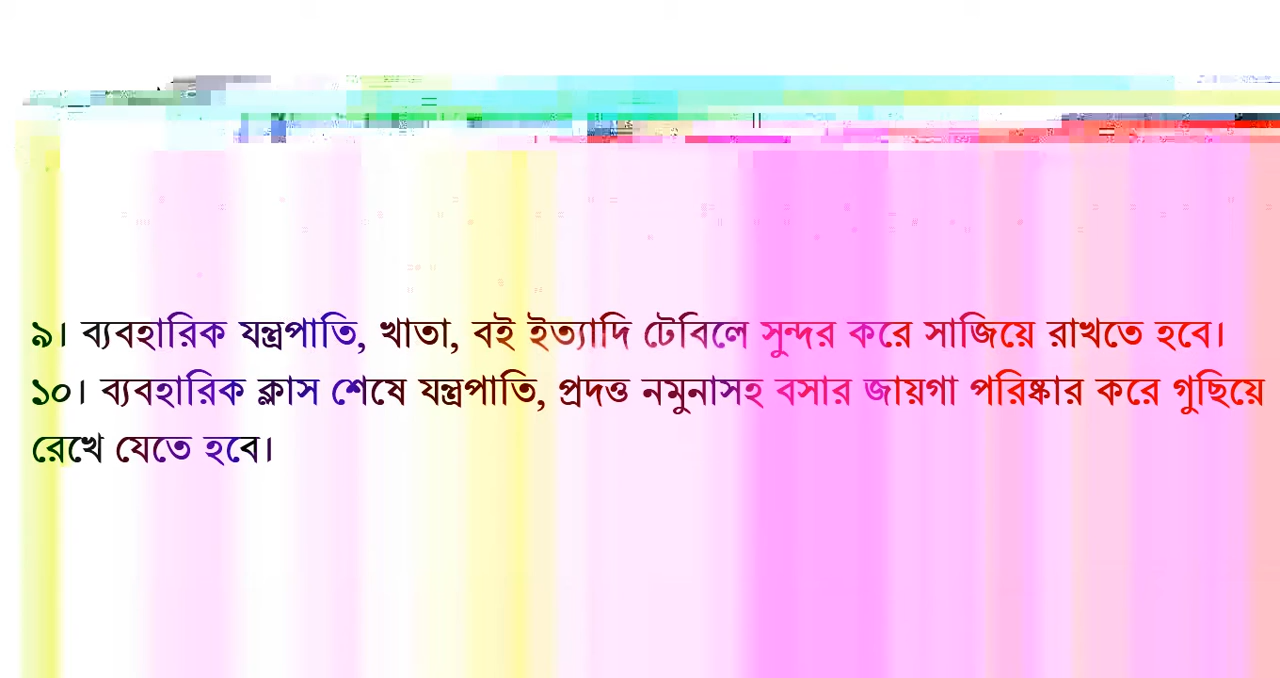 ৯। ব্যবহারিক যন্ত্রপাতি, খাতা, বই ইত্যাদি টেবিলে সুন্দর করে সাজিয়ে রাখতে হবে।
১০। ব্যবহারিক ক্লাস শেষে যন্ত্রপাতি, প্রদত্ত নমুনাসহ বসার জায়গা পরিষ্কার করে গুছিয়ে
রেখে যেতে হবে।